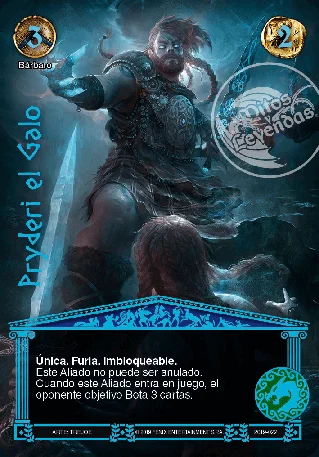 3
2
Bárbaro
Mitos y
Leyendas
Pryderi el Galo
Única. Furia. Imbloqueable.
Este Aliado no puede ser anulado.
Cuando este Aliado entra en juego, el
oponente objetivo Bota 3 cartas.